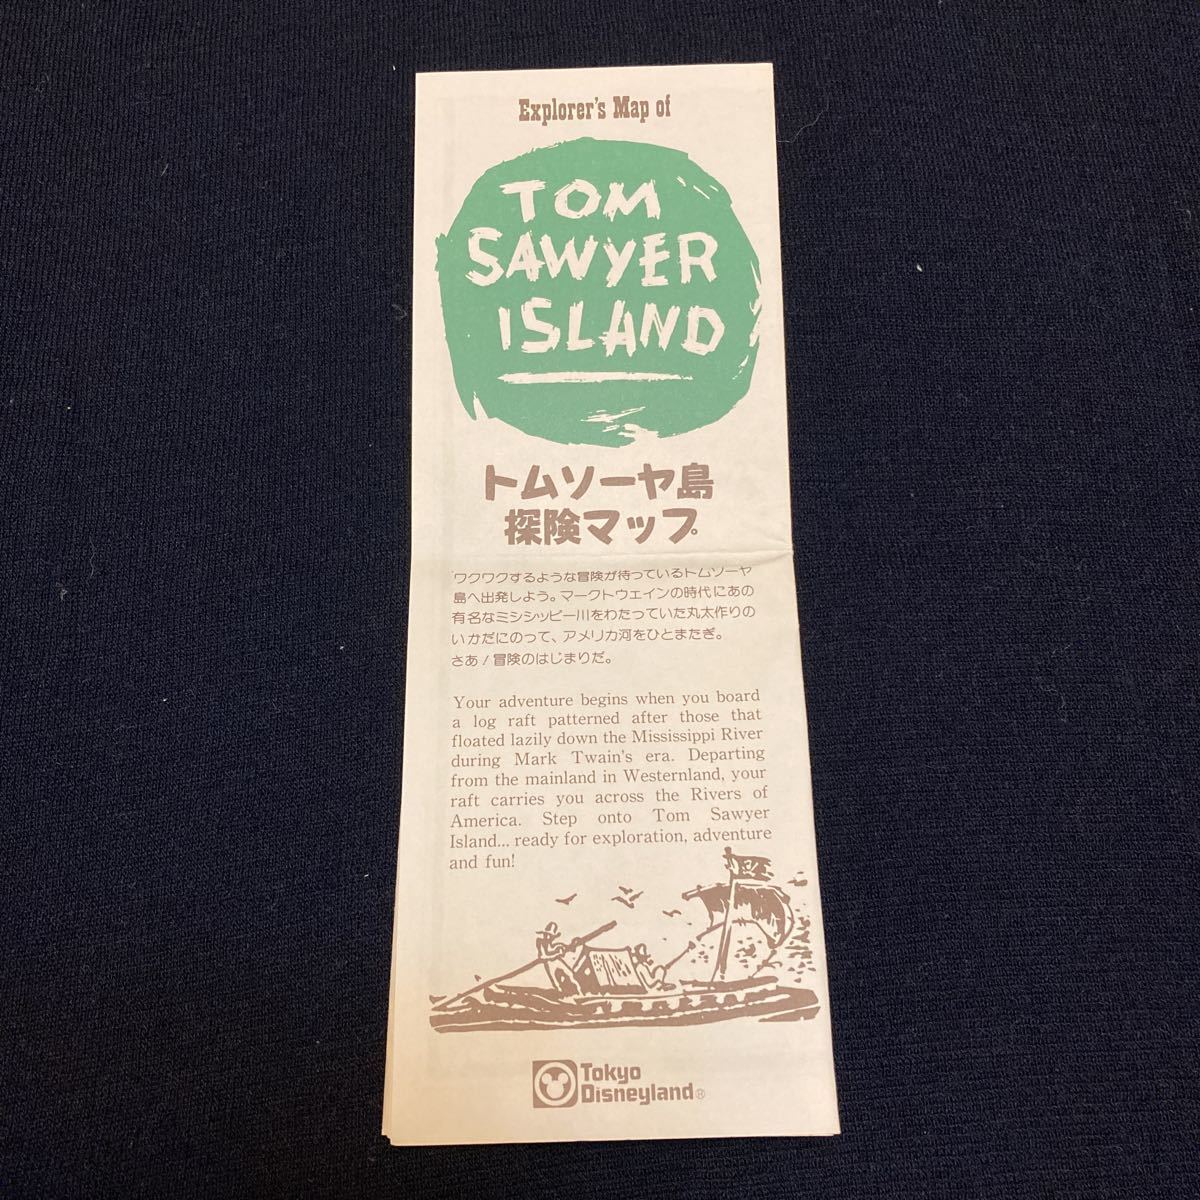 Explorer's Map of
TOM
SAWYER
ISLAND
トムソーヤ島
探険マップ
ワクワクするような冒険が待っているトムソーヤ
島へ出発しよう。マークトウェインの時代にあの
有名なミシシッピー川をわたっていた丸太作りの
いかだにのって、アメリカ河をひとまたぎ。
さあ！冒険のはじまりだ。
Your adventure begins when you board
a log raft patterned after those that
floated lazily down the Mississippi River
during Mark Twain's era. Departing
from the mainland in Westernland, your
raft carries you across the Rivers of
America. Step onto Tom Sawyer
Island... ready for exploration, adventure
and fun!
Tokyo
Disneyland®